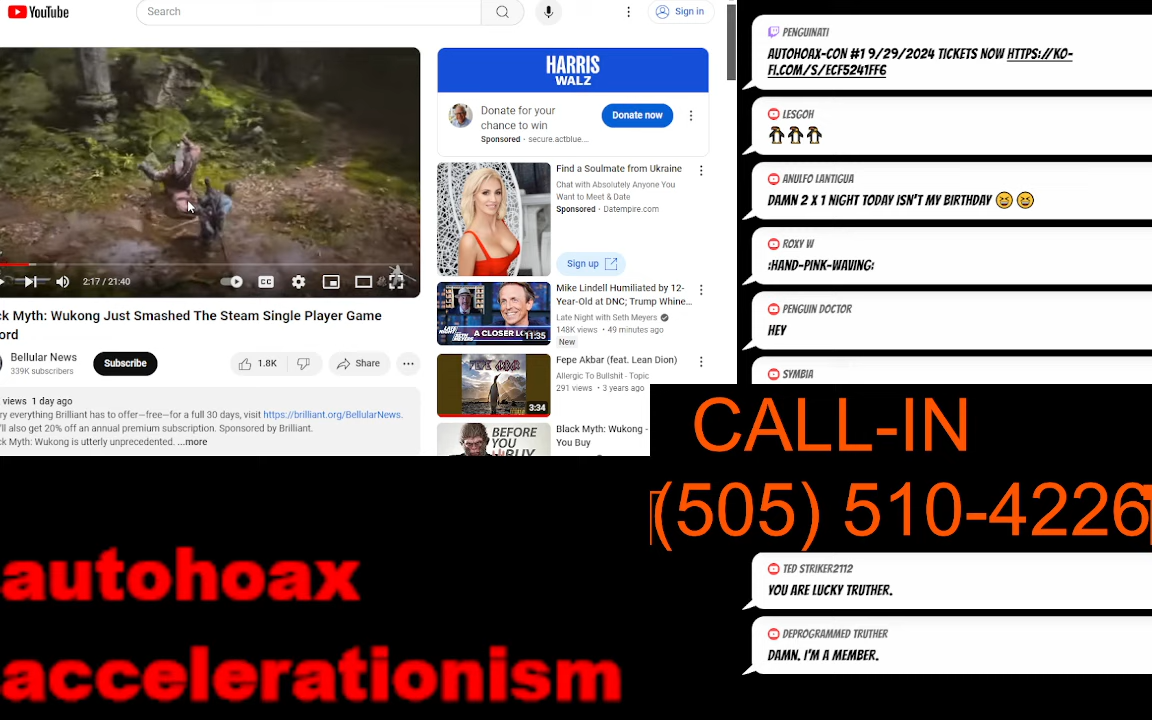 YouTube
Search
Sign in
2:17 / 21:40
CC
ck Myth: Wukong Just Smashed The Steam Single Player Game
ord
Bellular News
339K subscribers
Subscribe
1.8K
Share
views 1 day ago
ry everything Brilliant has to offer—free—for a full 30 days, visit https://brilliant.org/BellularNews.
'll also get 20% off an annual premium subscription. Sponsored by Brilliant.
ck Myth: Wukong is utterly unprecedented. ...more
HARRIS
WALZ
Donate for your
chance to win
Donate now
Sponsored · secure.actblue....
Find a Soulmate from Ukraine
Chat with Absolutely Anyone You
Want to Meet & Date
Sponsored · Datempire.com
Sign up
Mike Lindell Humiliated by 12-
Year-Old at DNC; Trump Whine...
Late Night with Seth Meyers
148K views · 49 minutes ago
New
A CLOSER LO
11:35
Fepe Akbar (feat. Lean Dion)
Allergic To Bullshit - Topic
291 views · 3 years ago
3:34
Black Myth: Wukong -
You Buy
BEFORE
YOU BUY
PENGUINATI
AUTOHOAX-CON #1 9/29/2024 TICKETS NOW HTTPS://KO-
FI.COM/S/ECF5241FF6
LESGOH
🐧🐧🐧
ANULFO LANTIGUA
DAMN 2 X 1 NIGHT TODAY ISN'T MY BIRTHDAY 😆 😆
ROXY W
:HAND-PINK-WAVING:
PENGUIN DOCTOR
HEY
SYMBIA
CALL-IN
(505) 510-4226
TED STRIKER2112
YOU ARE LUCKY TRUTHER.
DEPROGRAMMED TRUTHER
DAMN. I'M A MEMBER.
autohoax
accelerationism